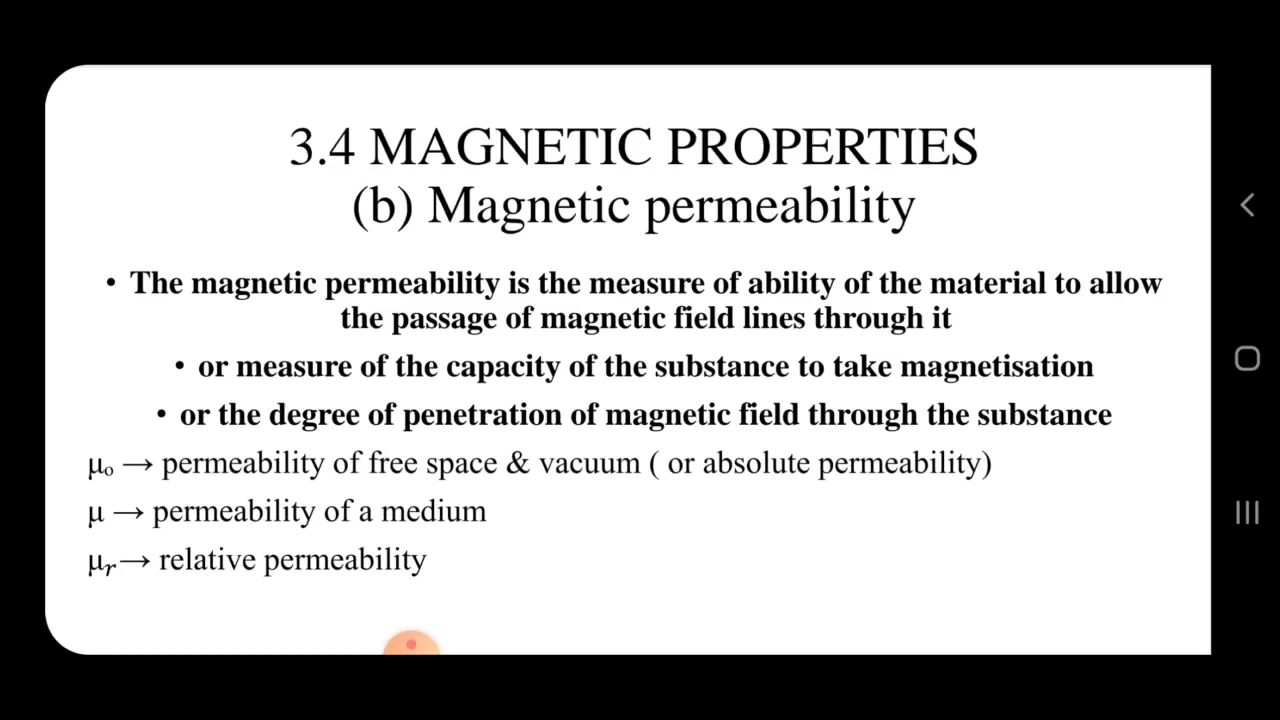 3.4 MAGNETIC PROPERTIES
(b) Magnetic permeability
• The magnetic permeability is the measure of ability of the material to allow
the passage of magnetic field lines through it
• or measure of the capacity of the substance to take magnetisation
• or the degree of penetration of magnetic field through the substance
μₒ → permeability of free space & vacuum ( or absolute permeability)
μ → permeability of a medium
μᵣ → relative permeability